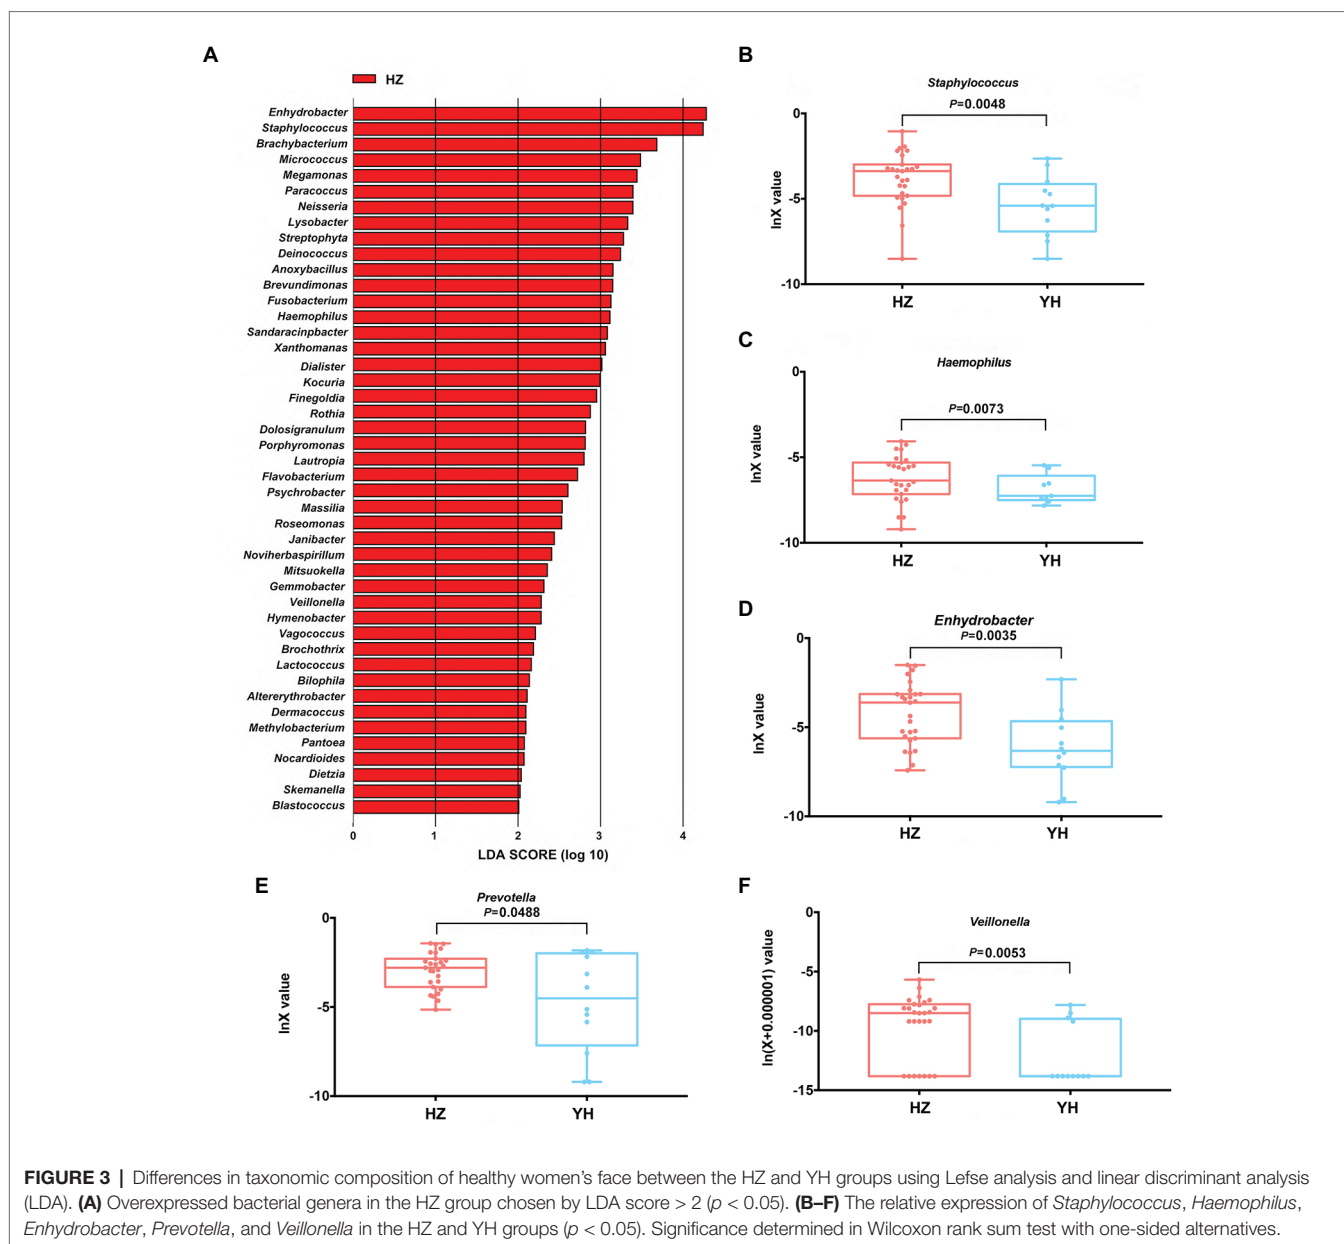 A
HZ
Enhydrobacter
Staphylococcus
Brachybacterium
Micrococcus
Megamonas
Paracoccus
Neisseria
Lysobacter
Streptophyta
Deinococcus
Anoxybacillus
Brevundimonas
Fusobacterium
Haemophilus
Sandaracinpbacter
Xanthomanas
Dialister
Kocuria
Finegoldia
Rothia
Dolosigranulum
Porphyromonas
Lautropia
Flavobacterium
Psychrobacter
Massilia
Roseomonas
Janibacter
Noviherbaspirillum
Mitsuokella
Gemmobacter
Veillonella
Hymenobacter
Vagococcus
Brochothrix
Lactococcus
Bilophila
Altererythrobacter
Dermacoccus
Methylobacterium
Pantoea
Nocardioides
Dietzia
Skemanella
Blastococcus
0 1 2 3 4
LDA SCORE (log 10)
B
Staphylococcus
P=0.0048
0
-5
-10
lnX value
HZ YH
C
Haemophilus
P=0.0073
0
-5
-10
lnX value
HZ YH
D
Enhydrobacter
P=0.0035
0
-5
-10
lnX value
HZ YH
E
Prevotella
P=0.0488
0
-5
-10
lnX value
HZ YH
F
Veillonella
P=0.0053
0
-5
-10
-15
ln(X+0.000001) value
HZ YH
FIGURE 3 | Differences in taxonomic composition of healthy women's face between the HZ and YH groups using Lefse analysis and linear discriminant analysis
(LDA). (A) Overexpressed bacterial genera in the HZ group chosen by LDA score > 2 (p < 0.05). (B–F) The relative expression of Staphylococcus, Haemophilus,
Enhydrobacter, Prevotella, and Veillonella in the HZ and YH groups (p < 0.05). Significance determined in Wilcoxon rank sum test with one-sided alternatives.